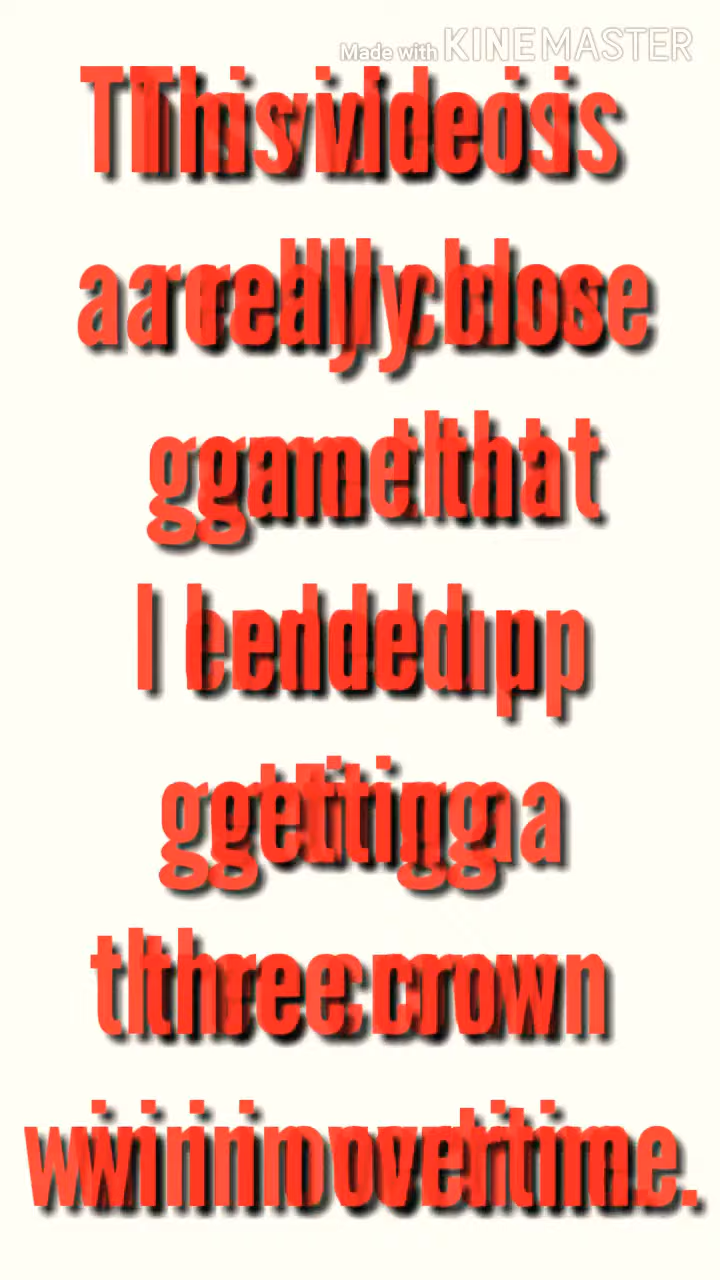 Made with KINEMASTER
This video is
a really close
game that
I ended up
getting a
three crown
win in overtime.